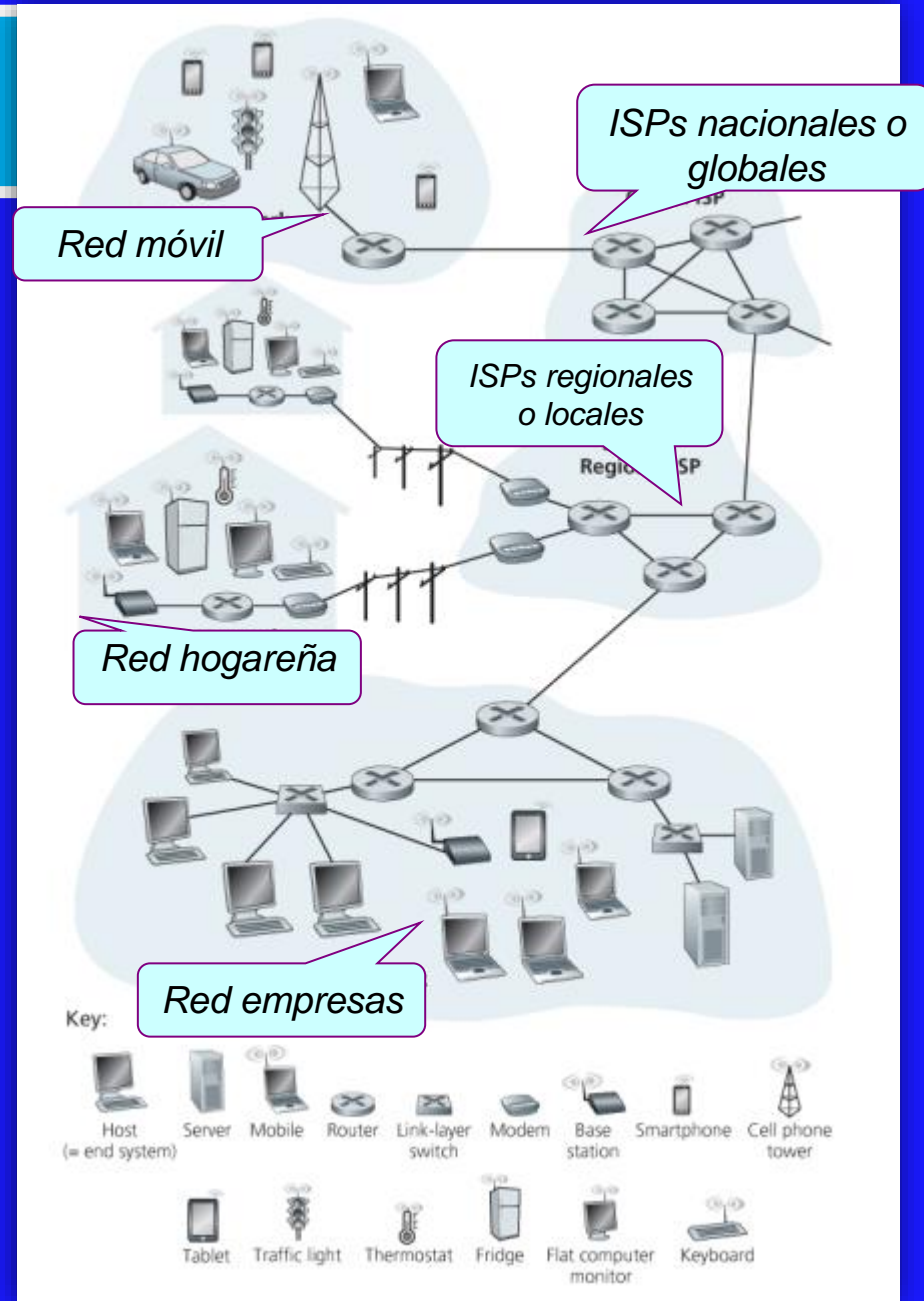 ISPs nacionales o
globales
ISP
Red móvil
ISPs regionales
o locales
Red hogareña
Red empresas
Key:
Host
(= end system)
Server
Mobile
Router
Link-layer
switch
Modem
Base
station
Smartphone
Cell phone
tower
Tablet
Traffic light
Thermostat
Fridge
Flat computer
monitor
Keyboard